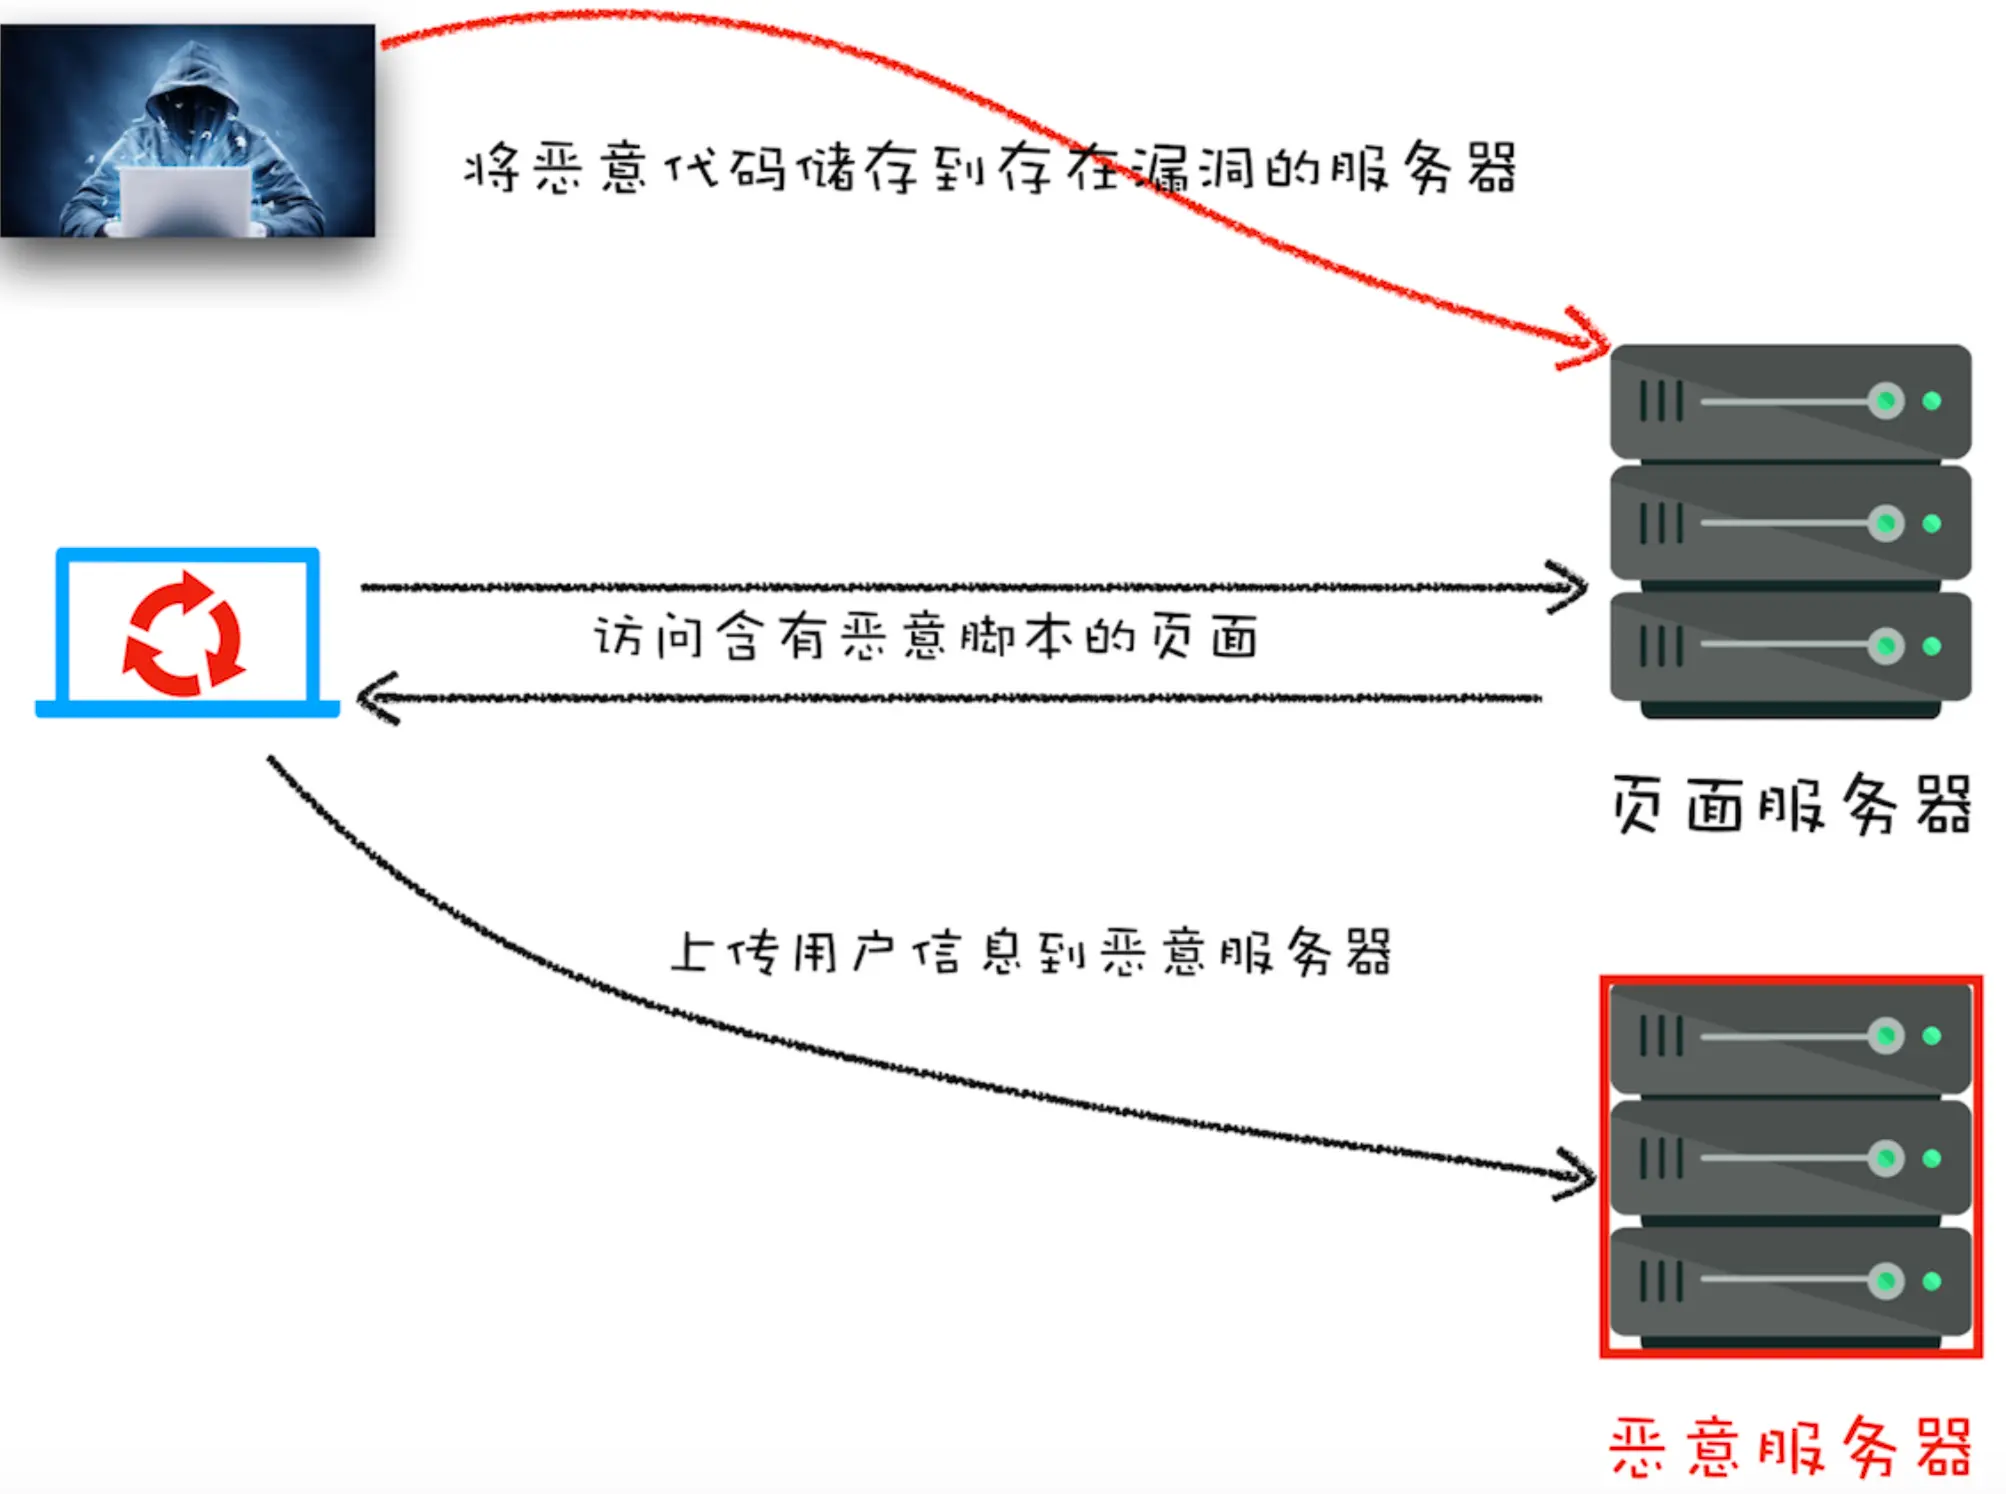 将恶意代码储存到存在漏洞的服务器
访问含有恶意脚本的页面
页面服务器
上传用户信息到恶意服务器
恶意服务器